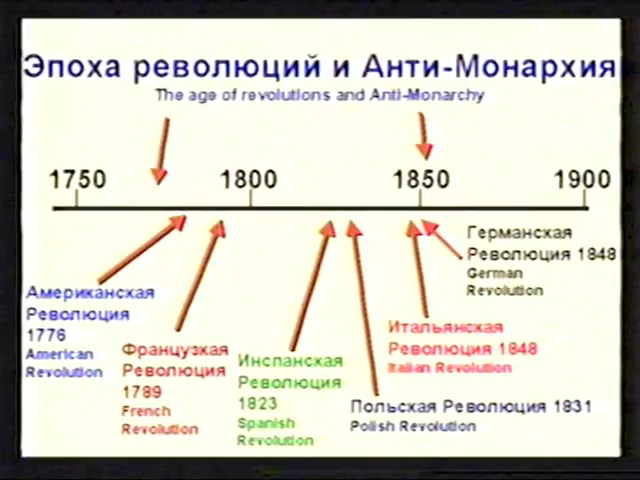 Эпоха революций и Анти-Монархия
The age of revolutions and Anti-Monarchy
1750 1800 1850 1900
Германская
Революция 1848
German
Revolution
Американская
Революция
1776
American
Revolution
Французкая
Революция
1789
French
Revolution
Инспанская
Революция
1823
Spanish
Revolution
Итальянская
Революция 1848
Italian Revolution
Польская Революция 1831
Polish Revolution